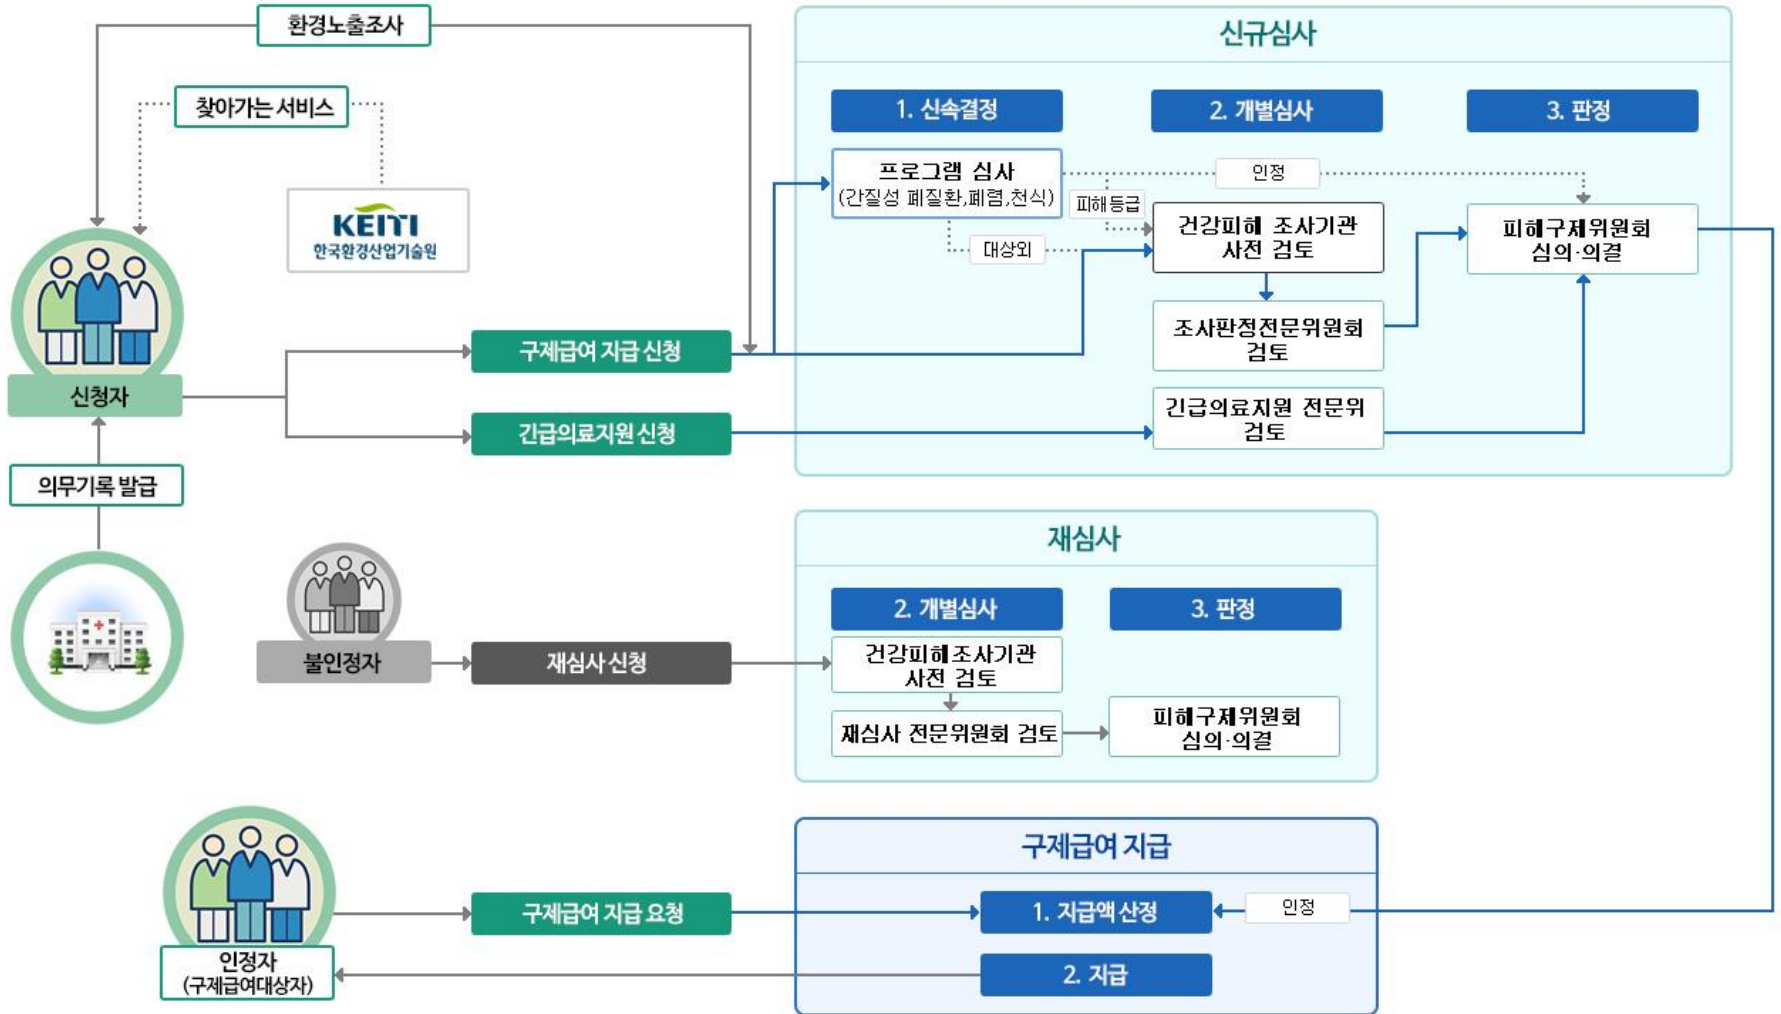 환경노출조사
찾아가는 서비스
KEITI
한국환경산업기술원
신청자
의무기록 발급
구제급여 지급 신청
긴급의료지원 신청
신규심사
1. 신속결정
2. 개별심사
3. 판정
프로그램 심사
(간질성 폐질환,폐렴,천식)
인정
피해등급
대상외
건강피해 조사기관
사전 검토
피해구제위원회
심의·의결
조사판정전문위원회
검토
긴급의료지원 전문위
검토
불인정자
재심사 신청
재심사
2. 개별심사
3. 판정
건강피해조사기관
사전 검토
재심사 전문위원회 검토
피해구제위원회
심의·의결
인정자
(구제급여대상자)
구제급여 지급 요청
구제급여 지급
1. 지급액 산정
인정
2. 지급